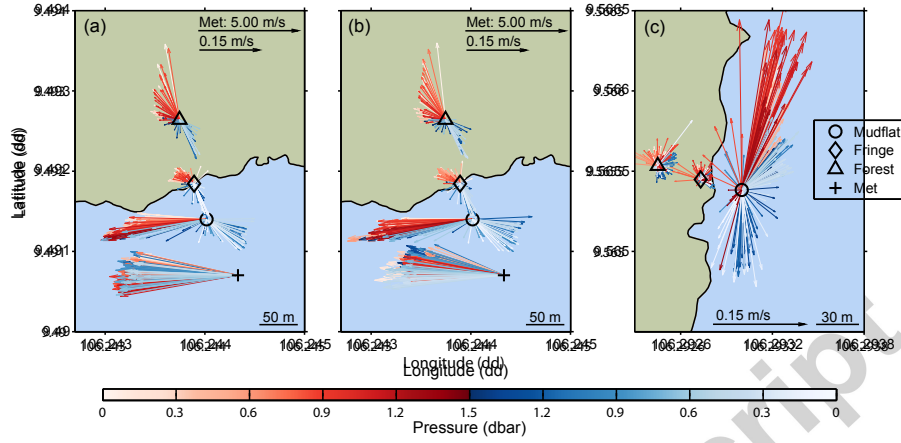 (a)
Met: 5.00 m/s
0.15 m/s
(b)
Met: 5.00 m/s
0.15 m/s
(c)
9.494
9.493
9.492
9.491
9.49
Latitude (dd)
50 m
50 m
0.15 m/s
30 m
9.5665
9.566
9.5655
9.565
Mudflat
Fringe
Forest
Met
106.243
106.244
106.245
106.243
106.244
106.245
106.2926
106.2932
106.2938
Longitude (dd)
Longitude (dd)
0
0.3
0.6
0.9
1.2
1.5
1.2
0.9
0.6
0.3
0
Pressure (dbar)